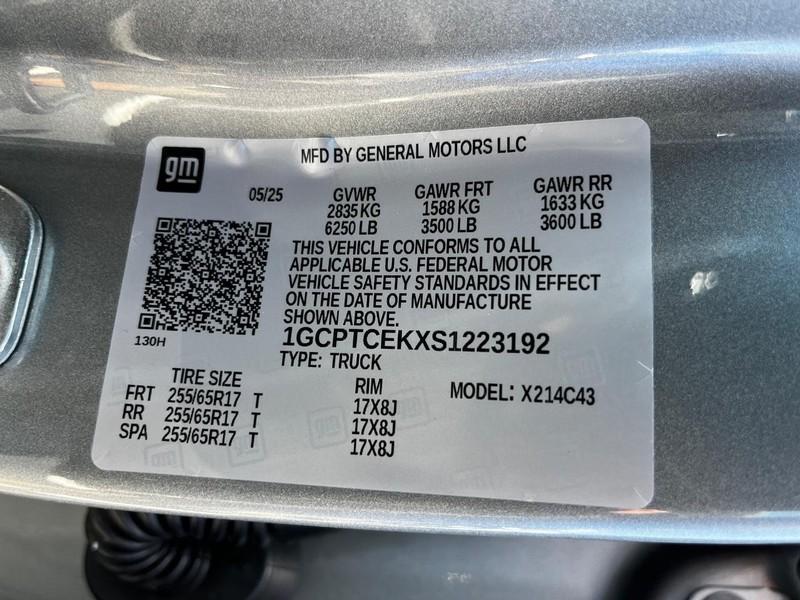 gm
MFD BY GENERAL MOTORS LLC
05/25 GVWR GAWR FRT GAWR RR
2835 KG 1588 KG 1633 KG
6250 LB 3500 LB 3600 LB
THIS VEHICLE CONFORMS TO ALL
APPLICABLE U.S. FEDERAL MOTOR
VEHICLE SAFETY STANDARDS IN EFFECT
ON THE DATE OF MANUFACTURE
SHOWN ABOVE.
130H
1GCPTCEKXS1223192
TYPE: TRUCK
TIRE SIZE RIM MODEL: X214C43
FRT 255/65R17 T 17X8J
RR 255/65R17 T 17X8J
SPA 255/65R17 T 17X8J